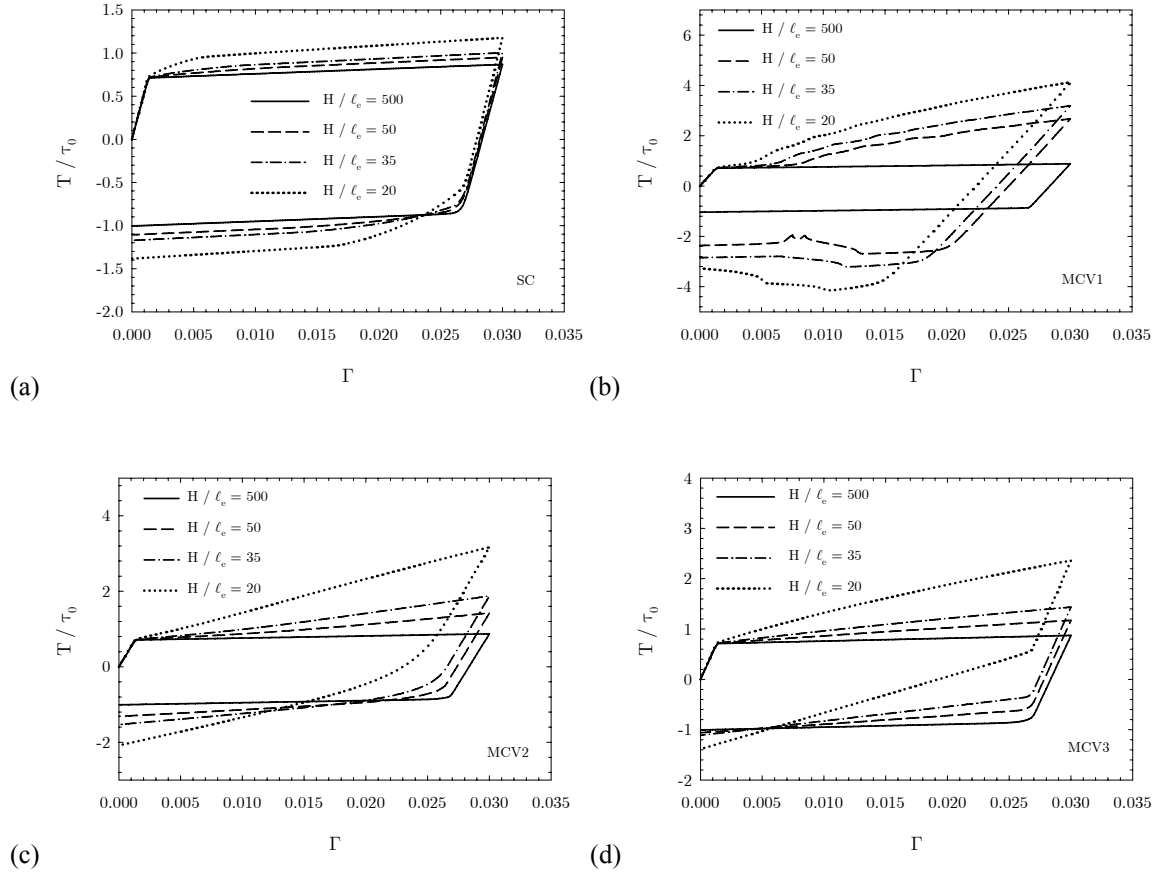 1.5
1.0
0.5
0.0
-0.5
-1.0
-1.5
-2.0
T / τ₀
H / ℓₑ = 500
H / ℓₑ = 50
H / ℓₑ = 35
H / ℓₑ = 20
SC
0.000 0.005 0.010 0.015 0.020 0.025 0.030 0.035
Γ
(a)
6
4
2
0
-2
-4
T / τ₀
H / ℓₑ = 500
H / ℓₑ = 50
H / ℓₑ = 35
H / ℓₑ = 20
MCV1
0.000 0.005 0.010 0.015 0.020 0.025 0.030 0.035
Γ
(b)
4
2
0
-2
T / τ₀
H / ℓₑ = 500
H / ℓₑ = 50
H / ℓₑ = 35
H / ℓₑ = 20
MCV2
0.000 0.005 0.010 0.015 0.020 0.025 0.030 0.035
Γ
(c)
4
3
2
1
0
-1
-2
T / τ₀
H / ℓₑ = 500
H / ℓₑ = 50
H / ℓₑ = 35
H / ℓₑ = 20
MCV3
0.000 0.005 0.010 0.015 0.020 0.025 0.030 0.035
Γ
(d)